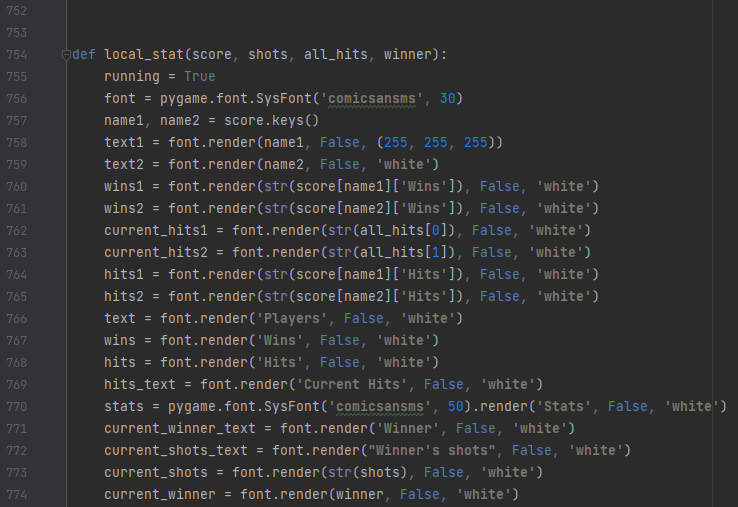 752
753
754 def local_stat(score, shots, all_hits, winner):
755     running = True
756     font = pygame.font.SysFont('comicsansms', 30)
757     name1, name2 = score.keys()
758     text1 = font.render(name1, False, (255, 255, 255))
759     text2 = font.render(name2, False, 'white')
760     wins1 = font.render(str(score[name1]['Wins']), False, 'white')
761     wins2 = font.render(str(score[name2]['Wins']), False, 'white')
762     current_hits1 = font.render(str(all_hits[0]), False, 'white')
763     current_hits2 = font.render(str(all_hits[1]), False, 'white')
764     hits1 = font.render(str(score[name1]['Hits']), False, 'white')
765     hits2 = font.render(str(score[name2]['Hits']), False, 'white')
766     text = font.render('Players', False, 'white')
767     wins = font.render('Wins', False, 'white')
768     hits = font.render('Hits', False, 'white')
769     hits_text = font.render('Current Hits', False, 'white')
770     stats = pygame.font.SysFont('comicsansms', 50).render('Stats', False, 'white')
771     current_winner_text = font.render('Winner', False, 'white')
772     current_shots_text = font.render("Winner's shots", False, 'white')
773     current_shots = font.render(str(shots), False, 'white')
774     current_winner = font.render(winner, False, 'white')